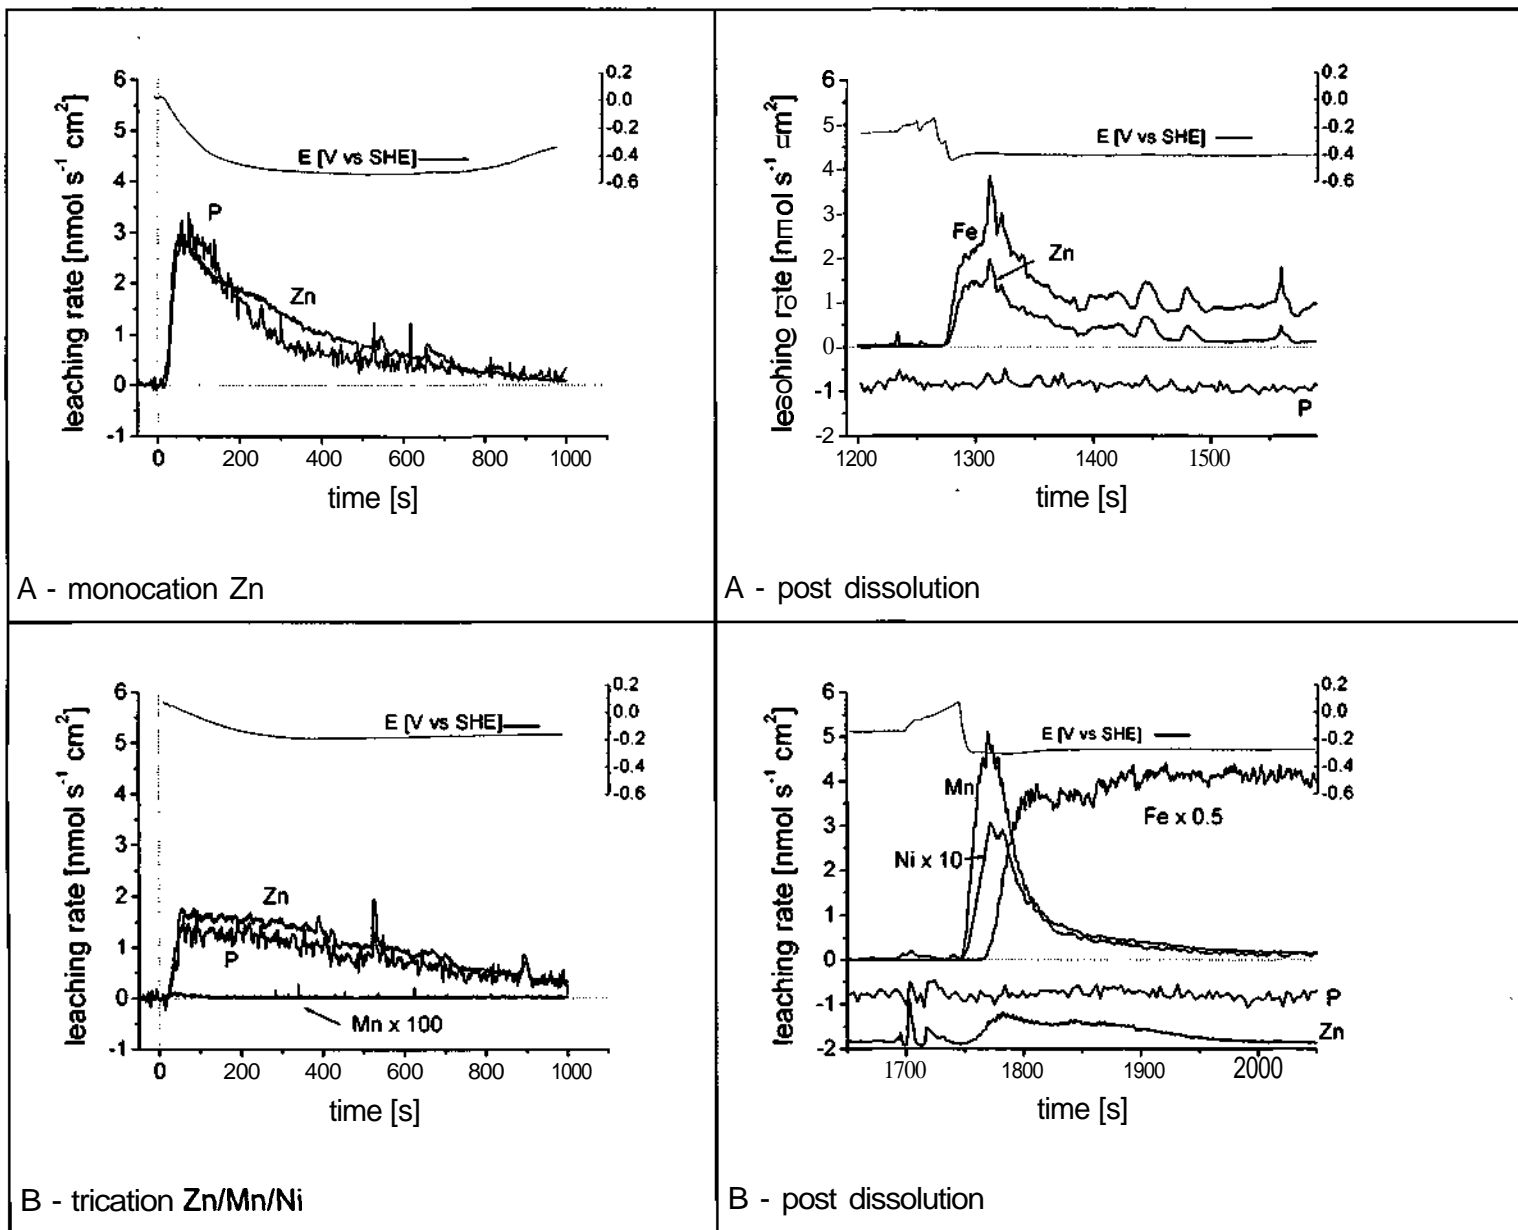 6
5
4
3
2
1
0
-1
leaching rate [nmol s⁻¹ cm²]
0.2
0.0
-0.2
-0.4
-0.6
E [V vs SHE]
P
Zn
0 200 400 600 800 1000
time [s]
A - monocation Zn
6
5
4
3
2
1
0
-1
-2
0.2
0.0
-0.2
-0.4
-0.6
E [V vs SHE]
Fe
Zn
P
1200 1300 1400 1500
time [s]
A - post dissolution
6
5
4
3
2
1
0
-1
leaching rate [nmol s⁻¹ cm²]
0.2
0.0
-0.2
-0.4
-0.6
E [V vs SHE]
Zn
P
Mn x 100
0 200 400 600 800 1000
time [s]
B - trication Zn/Mn/Ni
6
5
4
3
2
1
0
-1
-2
leaching rate [nmol s⁻¹ cm²]
0.2
0.0
-0.2
-0.4
-0.6
E [V vs SHE]
Mn
Fe x 0.5
Ni x 10
P
Zn
1700 1800 1900 2000
time [s]
B - post dissolution